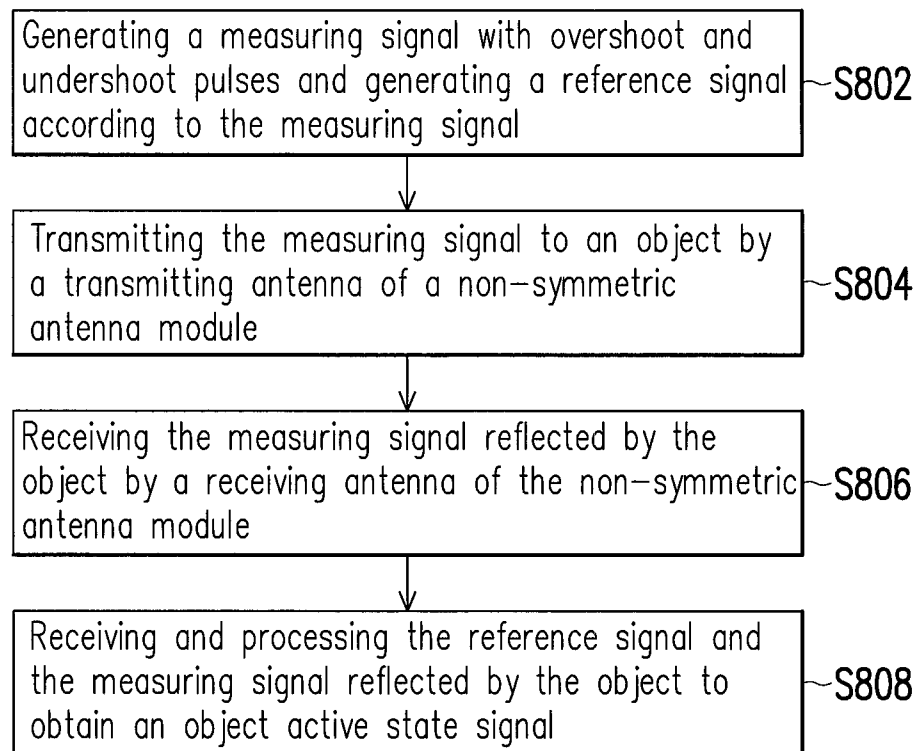 Generating a measuring signal with overshoot and
undershoot pulses and generating a reference signal
according to the measuring signal
S802
Transmitting the measuring signal to an object by
a transmitting antenna of a non-symmetric
antenna module
S804
Receiving the measuring signal reflected by the
object by a receiving antenna of the non-symmetric
antenna module
S806
Receiving and processing the reference signal and
the measuring signal reflected by the object to
obtain an object active state signal
S808